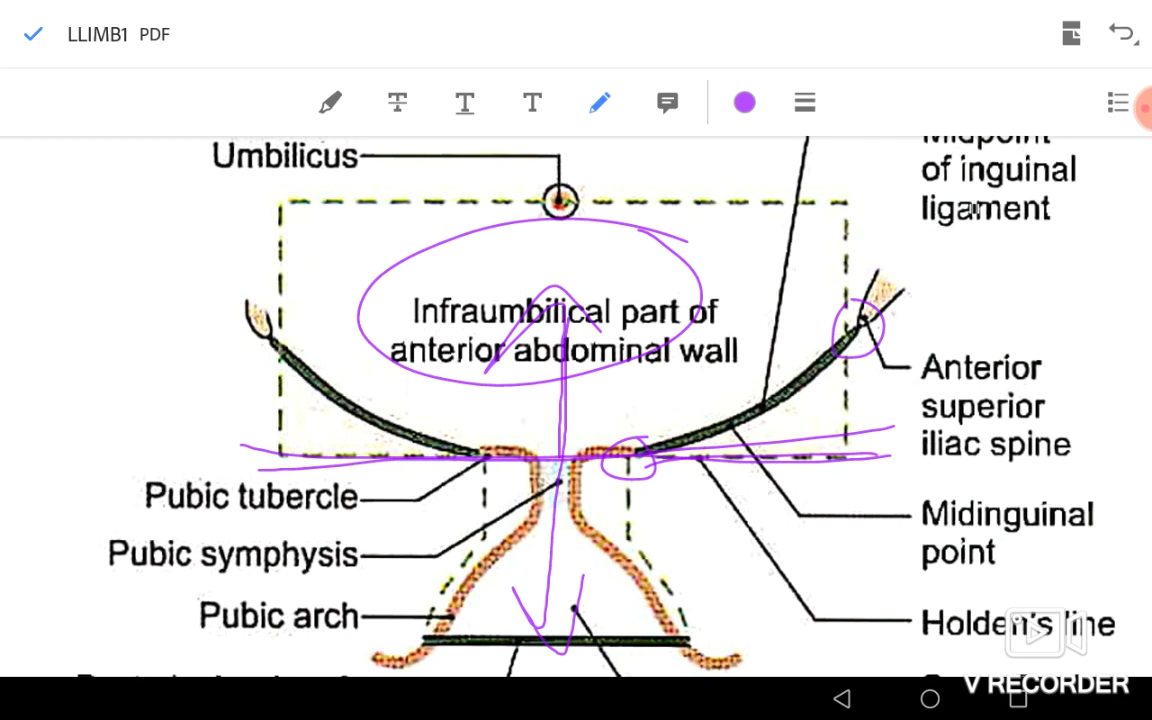 LLIMB1 PDF
Umbilicus
Midpoint
of inguinal
ligament
Infraumbilical part of
anterior abdominal wall
Anterior
superior
iliac spine
Pubic tubercle
Midinguinal
point
Pubic symphysis
Pubic arch
Holden's line
V RECORDER